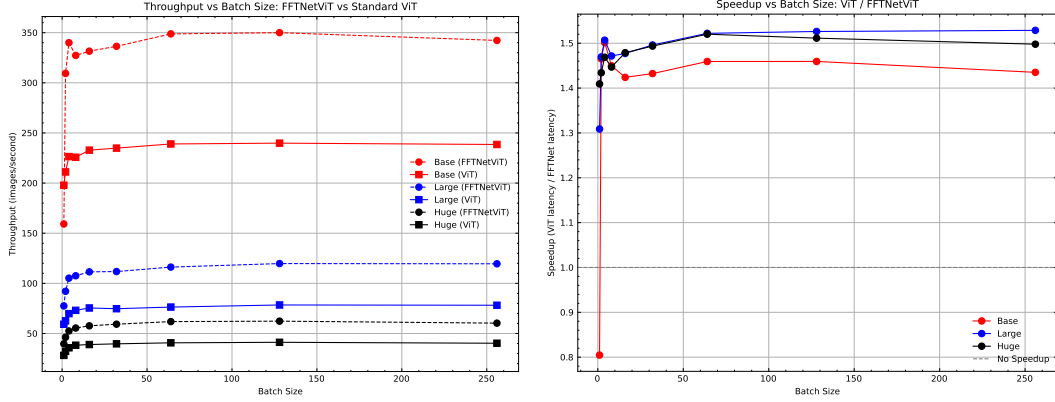 Throughput vs Batch Size: FFTNetViT vs Standard ViT
350
300
250
200
150
100
50
Throughput (images/second)
0
50
100
150
200
250
Batch Size
Base (FFTNetViT)
Base (ViT)
Large (FFTNetViT)
Large (ViT)
Huge (FFTNetViT)
Huge (ViT)
Speedup vs Batch Size: ViT / FFTNetViT
1.5
1.4
1.3
1.2
1.1
1.0
0.9
0.8
Speedup (ViT latency / FFTNet latency)
0
50
100
150
200
250
Batch Size
Base
Large
Huge
No Speedup